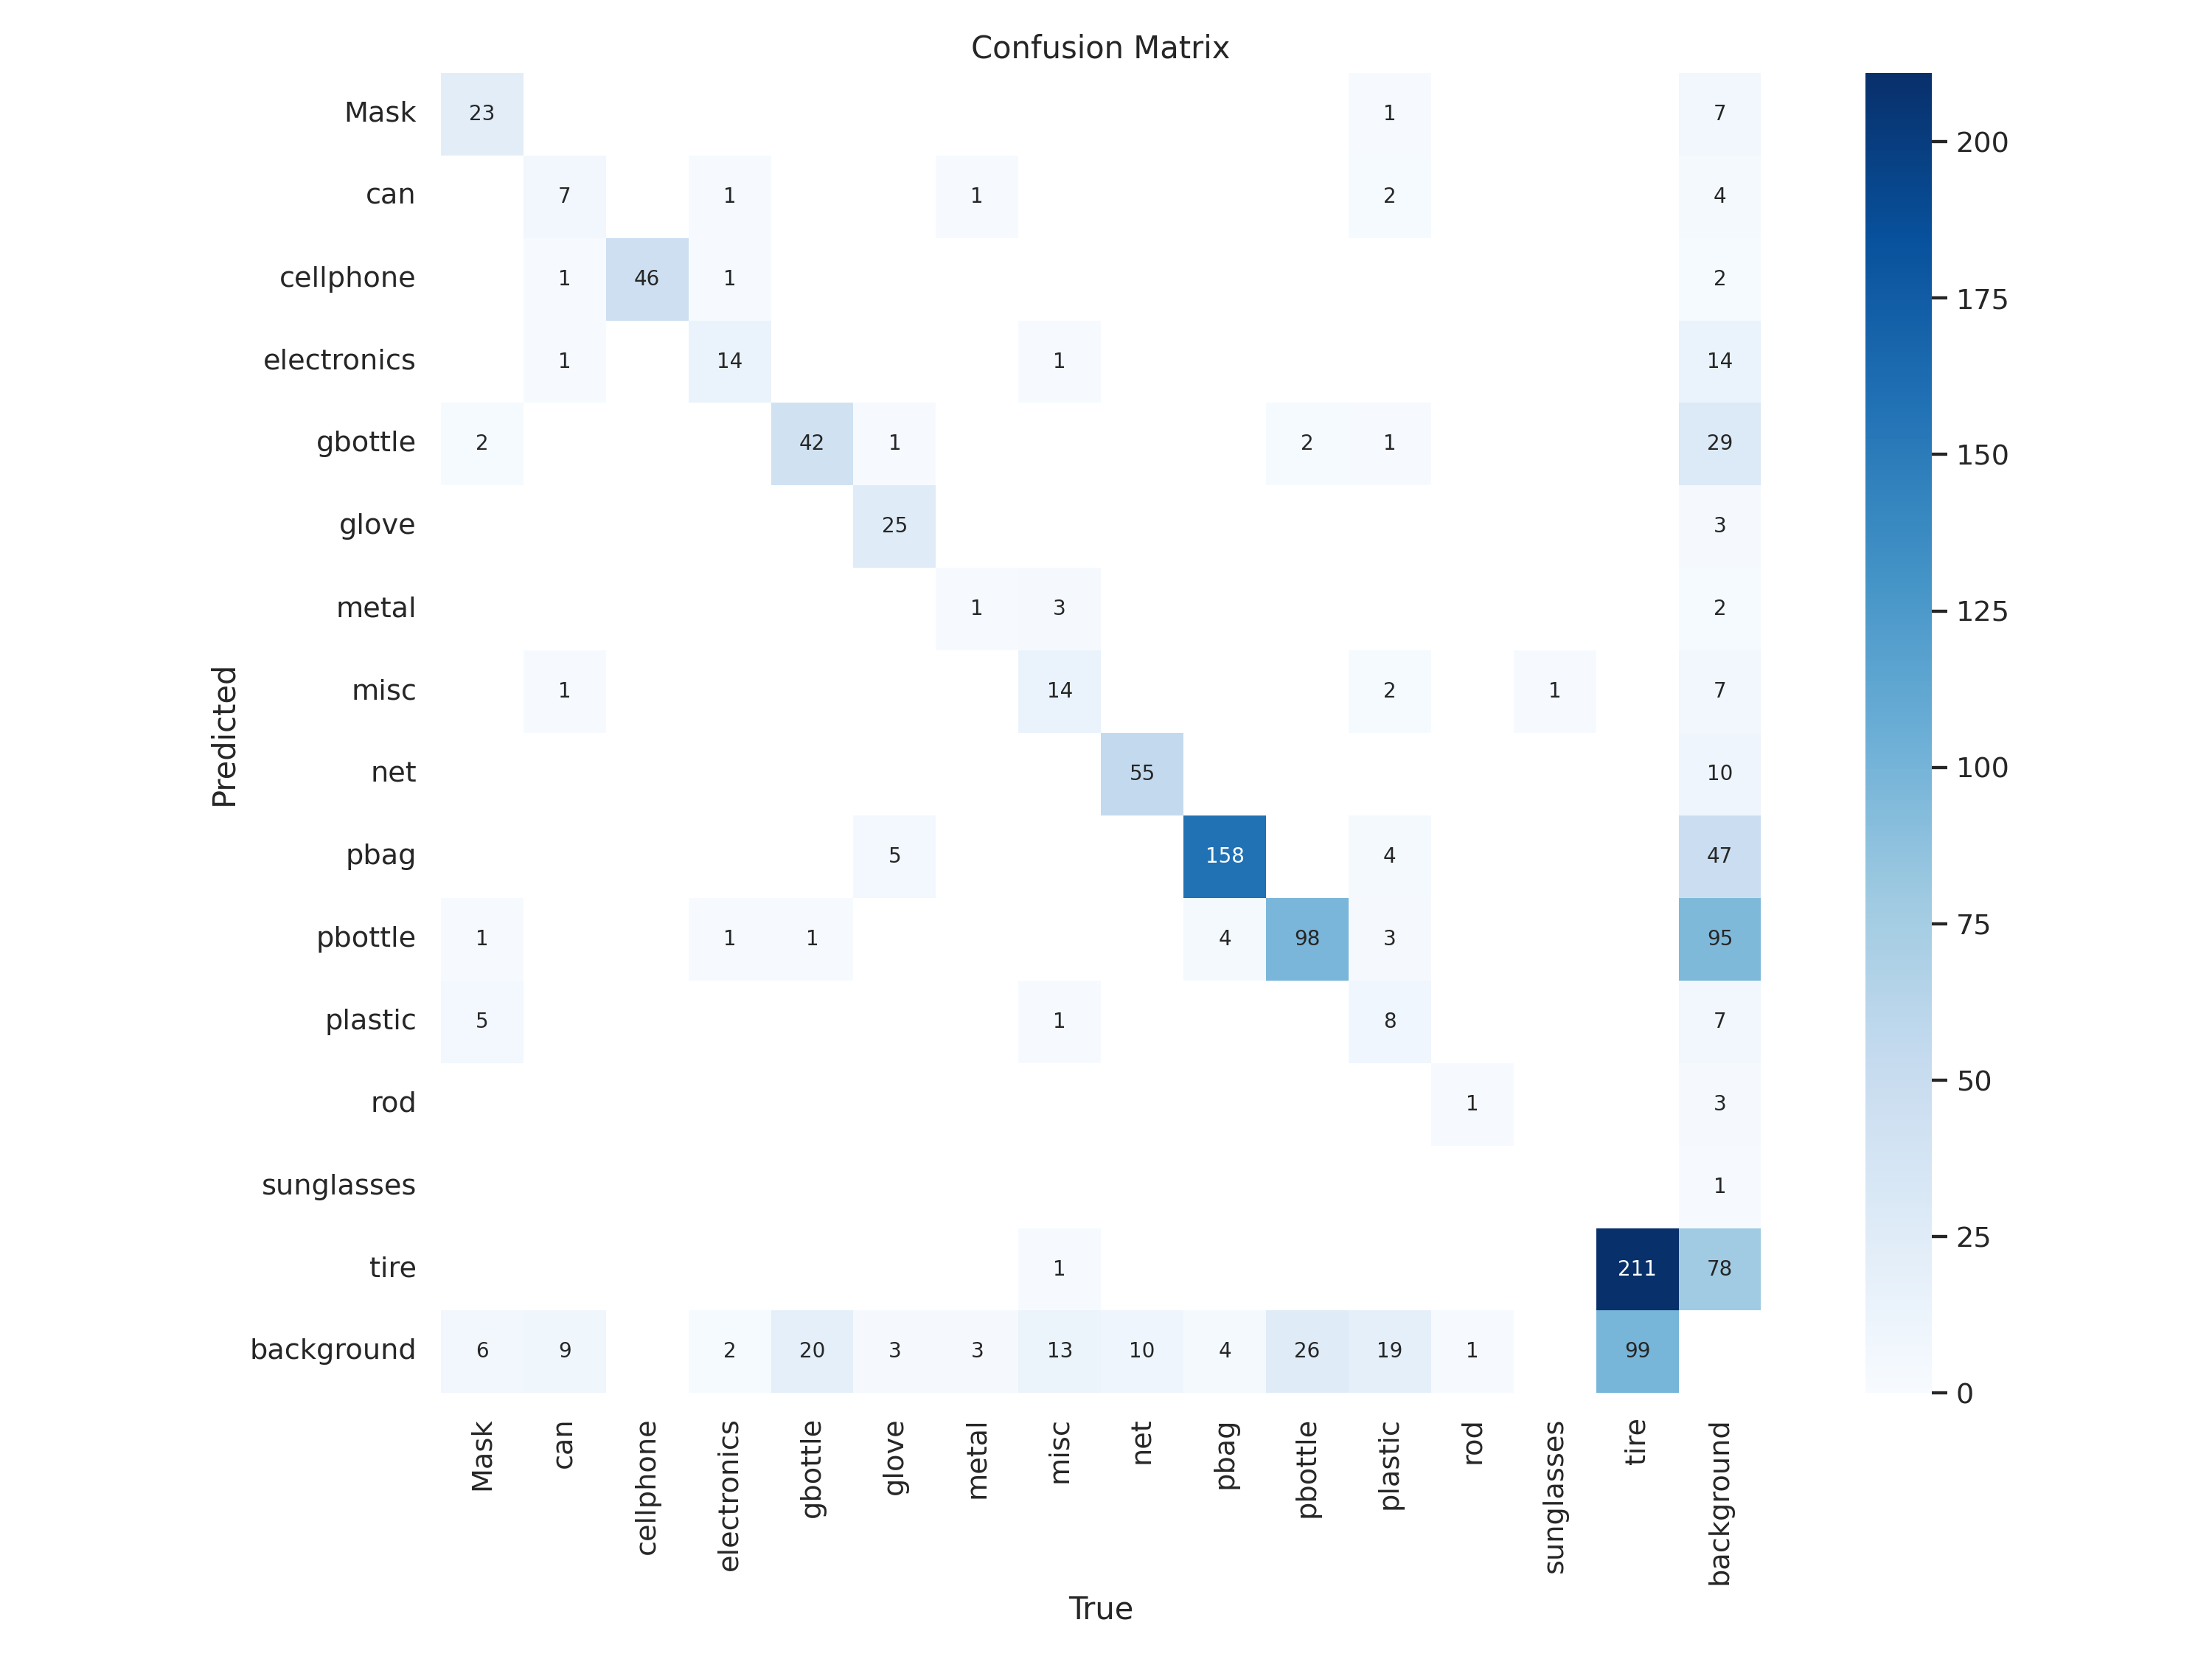 Confusion Matrix
Mask 23 1 7
can 7 1 1 2 4
cellphone 1 46 1 2
electronics 1 14 1 14
gbottle 2 42 1 2 1 29
glove 25 3
metal 1 3 2
misc 1 14 2 1 7
net 55 10
pbag 5 158 4 47
pbottle 1 1 1 4 98 3 95
plastic 5 1 8 7
rod 1 3
sunglasses 1
tire 1 211 78
background 6 9 2 20 3 3 13 10 4 26 19 1 99
Predicted
Mask
can
cellphone
electronics
gbottle
glove
metal
misc
net
pbag
pbottle
plastic
rod
sunglasses
tire
background
True
200
175
150
125
100
75
50
25
0